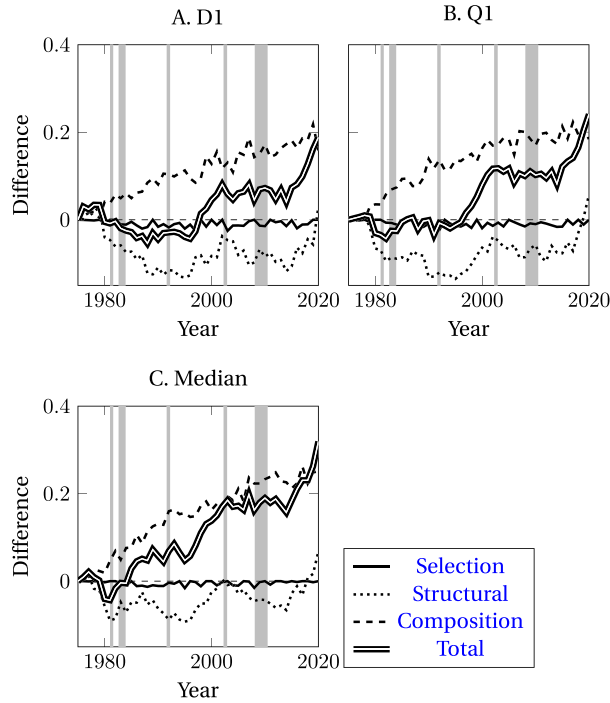 A. D1
B. Q1
0.4
0.2
0
Difference
1980
2000
2020
1980
2000
2020
Year
Year
C. Median
0.4
0.2
0
Difference
1980
2000
2020
Year
Selection
Structural
Composition
Total